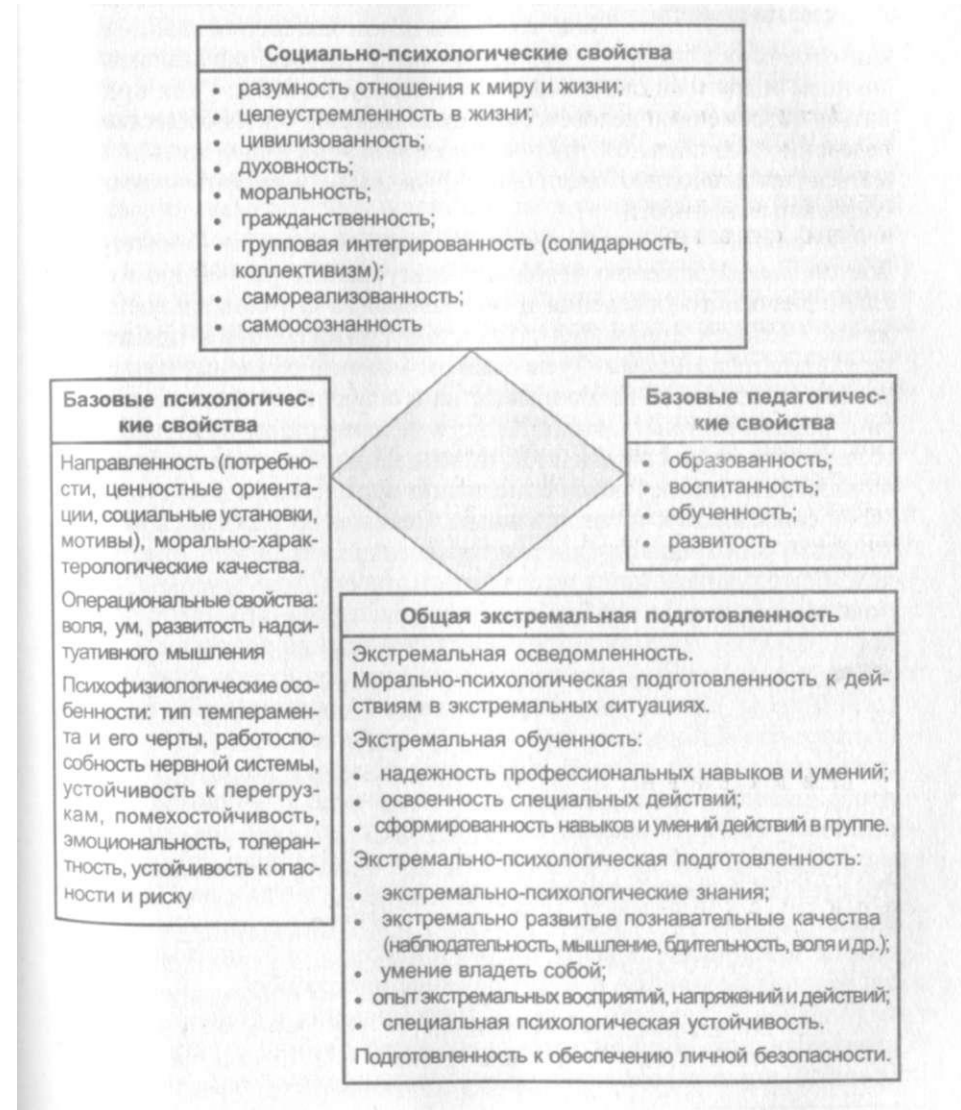 Социально-психологические свойства
• разумность отношения к миру и жизни;
• целеустремленность в жизни;
• цивилизованность;
• духовность;
• моральность;
• гражданственность;
• групповая интегрированность (солидарность,
коллективизм);
• самореализованность;
• самоосознанность
Базовые психологичес-
кие свойства
Направленность (потребно-
сти, ценностные ориента-
ции, социальные установки,
мотивы), морально-харак-
терологические качества.
Операциональные свойства:
воля, ум, развитость надси-
туативного мышления
Психофизиологические осо-
бенности: тип темперамен-
та и его черты, работоспо-
собность нервной системы,
устойчивость к перегруз-
кам, помехостойчивость,
эмоциональность, толерант-
ность, устойчивость к опас-
ности и риску
Базовые педагогичес-
кие свойства
• образованность;
• воспитанность;
• обученность;
• развитость
Общая экстремальная подготовленность
Экстремальная осведомленность.
Морально-психологическая подготовленность к дей-
ствиям в экстремальных ситуациях.
Экстремальная обученность:
• надежность профессиональных навыков и умений;
• освоенность специальных действий;
• сформированность навыков и умений действий в группе.
Экстремально-психологическая подготовленность:
• экстремально-психологические знания;
• экстремально развитые познавательные качества
(наблюдательность, мышление, бдительность, воля и др.);
• умение владеть собой;
• опыт экстремальных восприятий, напряжений и действий;
• специальная психологическая устойчивость.
Подготовленность к обеспечению личной безопасности.